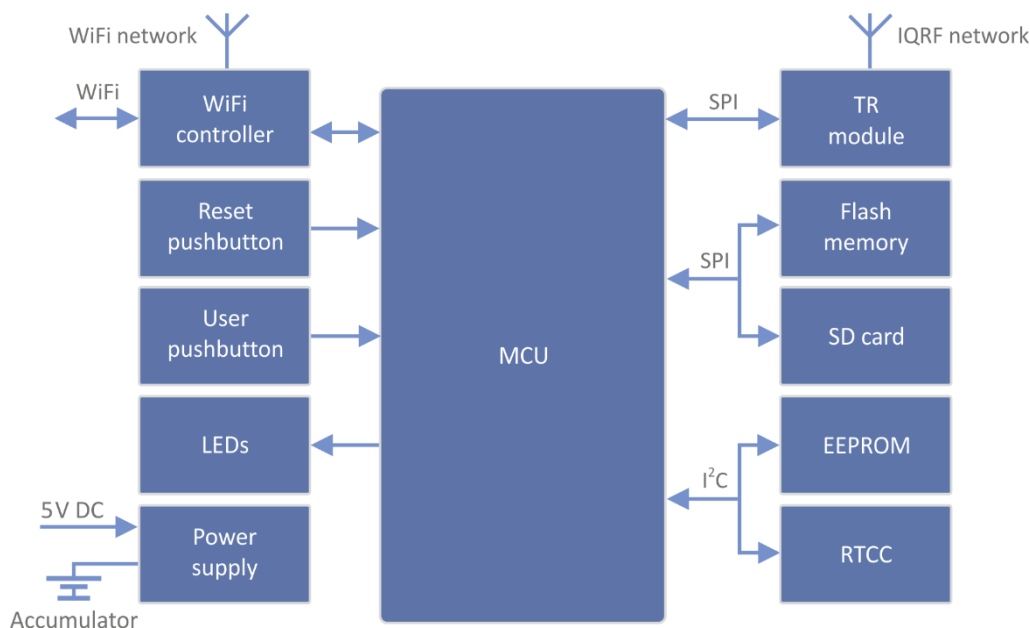 WiFi network
IQRF network
WiFi
WiFi
controller
SPI
TR
module
Reset
pushbutton
Flash
memory
SPI
User
pushbutton
MCU
SD card
LEDs
EEPROM
I²C
5V DC
Power
supply
RTCC
Accumulator